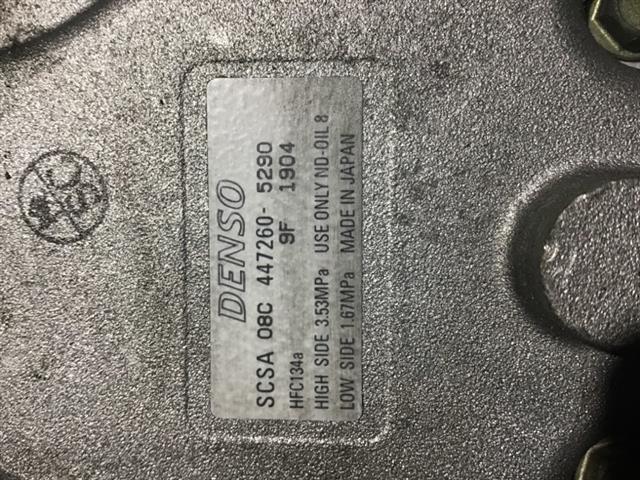 DENSO
SCSA 08C 447260-5290
9F 1904
HFC134a
HIGH SIDE 3.53MPa USE ONLY ND-OIL 8
LOW SIDE 1.67MPa MADE IN JAPAN